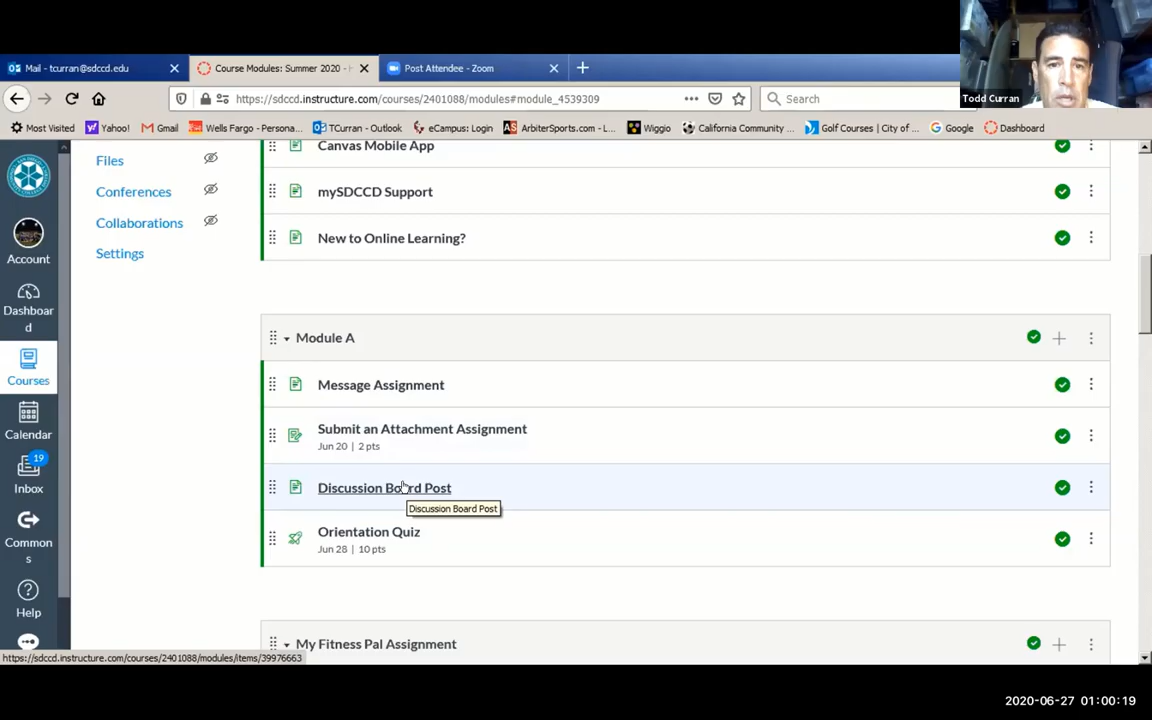 Mail - tcurran@sdccd.edu
Course Modules: Summer 2020 -
Post Attendee - Zoom
Todd Curran
https://sdccd.instructure.com/courses/2401088/modules#module_4539309
Search
Most Visited
Yahoo!
Gmail
Wells Fargo - Persona...
TCurran - Outlook
eCampus: Login
ArbiterSports.com - L...
Wiggio
California Community ...
Golf Courses | City of ...
Google
Dashboard
Account
Dashboar
d
Courses
Calendar
19
Inbox
Common
s
Help
Files
Conferences
Collaborations
Settings
Canvas Mobile App
mySDCCD Support
New to Online Learning?
Module A
Message Assignment
Submit an Attachment Assignment
Jun 20 | 2 pts
Discussion Board Post
Discussion Board Post
Orientation Quiz
Jun 28 | 10 pts
My Fitness Pal Assignment
https://sdccd.instructure.com/courses/2401088/modules/items/39976663
2020-06-27 01:00:19